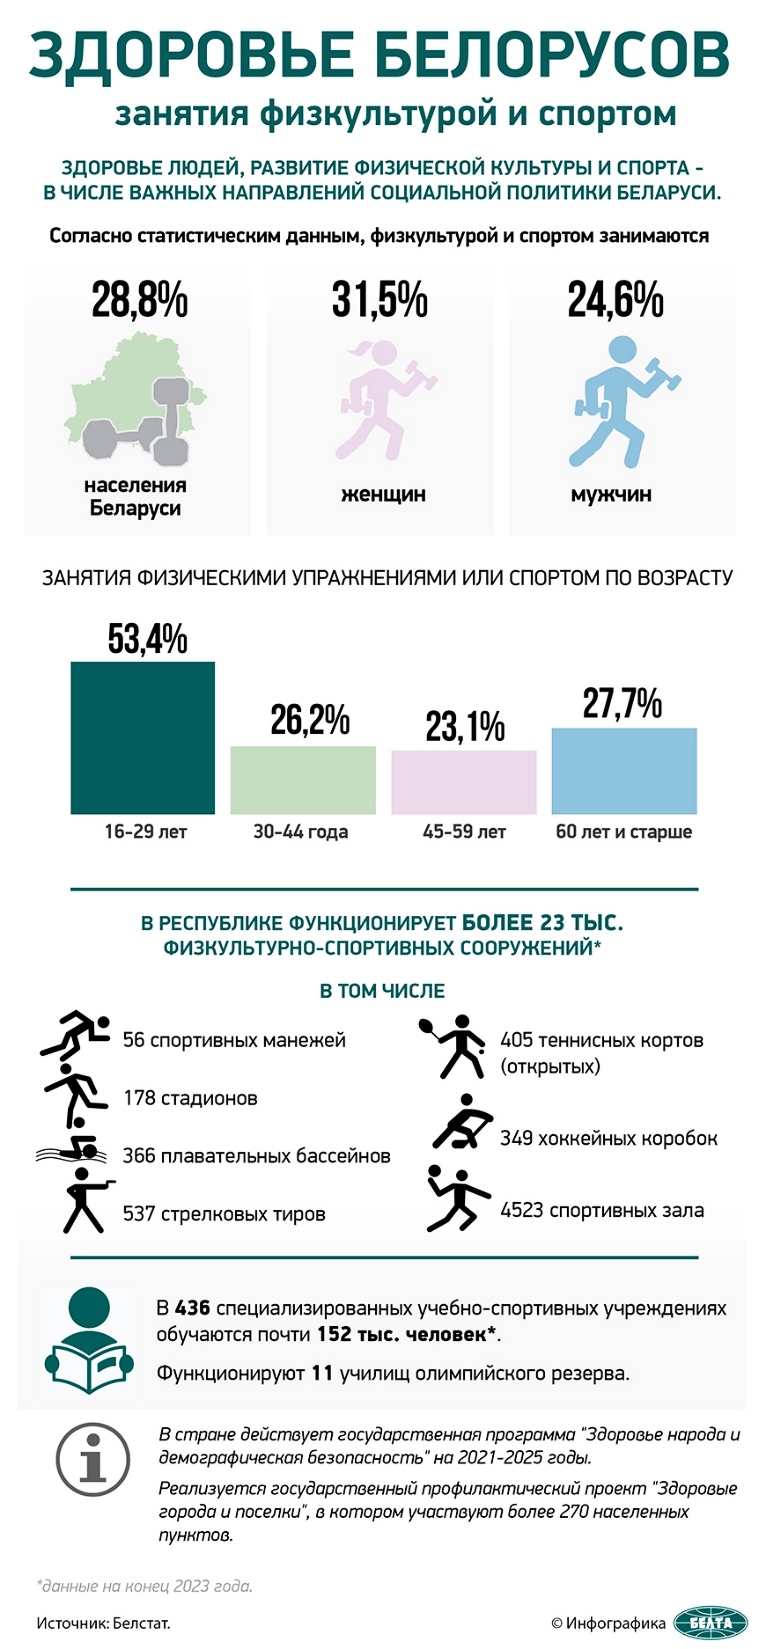 ЗДОРОВЬЕ БЕЛОРУСОВ
занятия физкультурой и спортом
ЗДОРОВЬЕ ЛЮДЕЙ, РАЗВИТИЕ ФИЗИЧЕСКОЙ КУЛЬТУРЫ И СПОРТА -
В ЧИСЛЕ ВАЖНЫХ НАПРАВЛЕНИЙ СОЦИАЛЬНОЙ ПОЛИТИКИ БЕЛАРУСИ.
Согласно статистическим данным, физкультурой и спортом занимаются
28,8%
населения
Беларуси
31,5%
женщин
24,6%
мужчин
ЗАНЯТИЯ ФИЗИЧЕСКИМИ УПРАЖНЕНИЯМИ ИЛИ СПОРТОМ ПО ВОЗРАСТУ
53,4%
16-29 лет
26,2%
30-44 года
23,1%
45-59 лет
27,7%
60 лет и старше
В РЕСПУБЛИКЕ ФУНКЦИОНИРУЕТ БОЛЕЕ 23 ТЫС.
ФИЗКУЛЬТУРНО-СПОРТИВНЫХ СООРУЖЕНИЙ*
В ТОМ ЧИСЛЕ
56 спортивных манежей
178 стадионов
366 плавательных бассейнов
537 стрелковых тиров
405 теннисных кортов
(открытых)
349 хоккейных коробок
4523 спортивных зала
В 436 специализированных учебно-спортивных учреждениях
обучаются почти 152 тыс. человек*.
Функционируют 11 училищ олимпийского резерва.
В стране действует государственная программа "Здоровье народа и
демографическая безопасность" на 2021-2025 годы.
Реализуется государственный профилактический проект "Здоровые
города и поселки", в котором участвуют более 270 населенных
пунктов.
*данные на конец 2023 года.
Источник: Белстат.
© Инфографика БЕЛТА